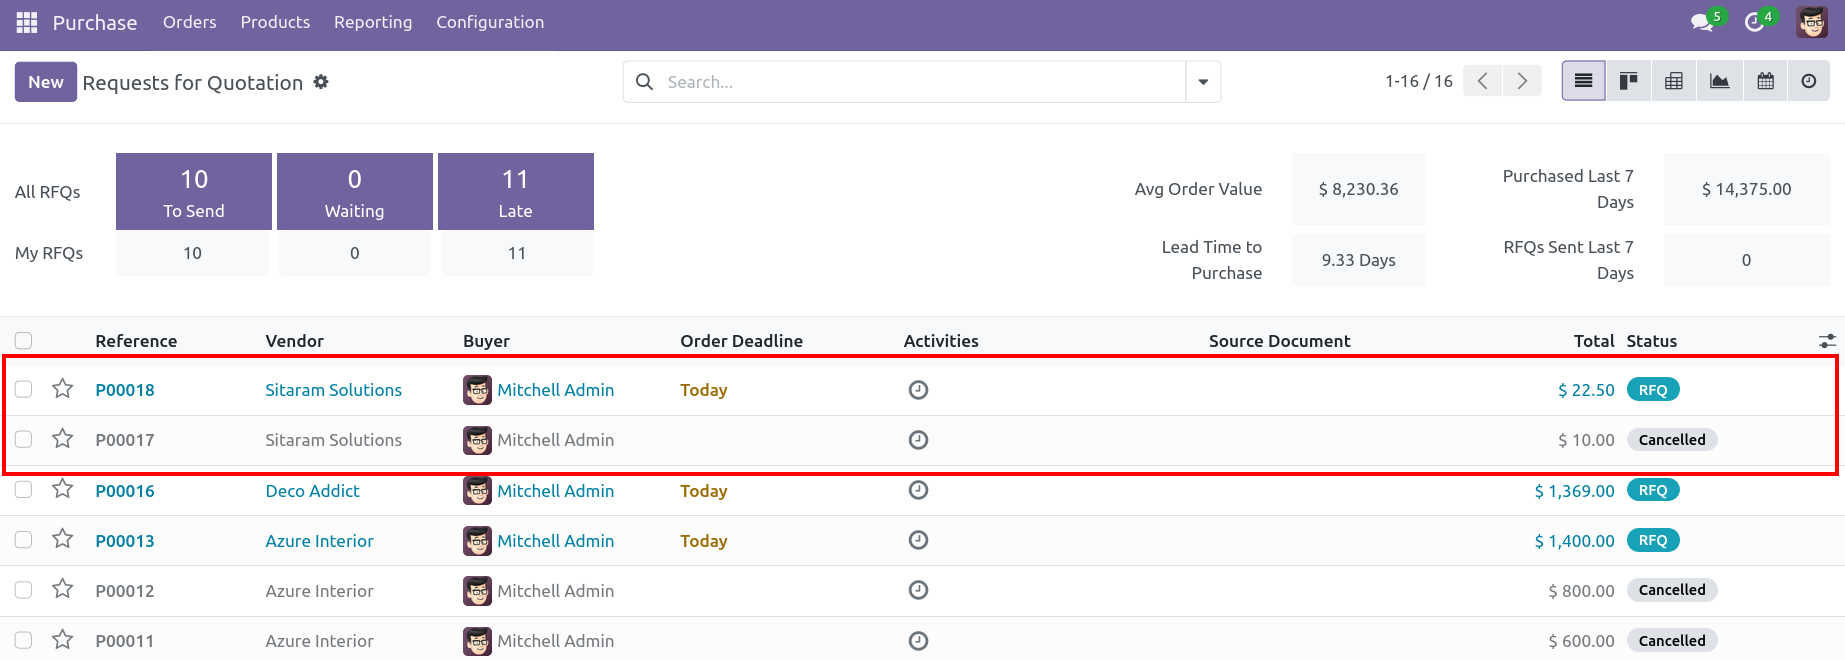 Purchase Orders Products Reporting Configuration 5 4
New Requests for Quotation Search... 1-16 / 16
All RFQs 10 To Send 0 Waiting 11 Late
My RFQs 10 0 11
Avg Order Value $ 8,230.36
Purchased Last 7 Days $ 14,375.00
Lead Time to Purchase 9.33 Days
RFQs Sent Last 7 Days 0
Reference Vendor Buyer Order Deadline Activities Source Document Total Status
P00018 Sitaram Solutions Mitchell Admin Today $ 22.50 RFQ
P00017 Sitaram Solutions Mitchell Admin $ 10.00 Cancelled
P00016 Deco Addict Mitchell Admin Today $ 1,369.00 RFQ
P00013 Azure Interior Mitchell Admin Today $ 1,400.00 RFQ
P00012 Azure Interior Mitchell Admin $ 800.00 Cancelled
P00011 Azure Interior Mitchell Admin $ 600.00 Cancelled